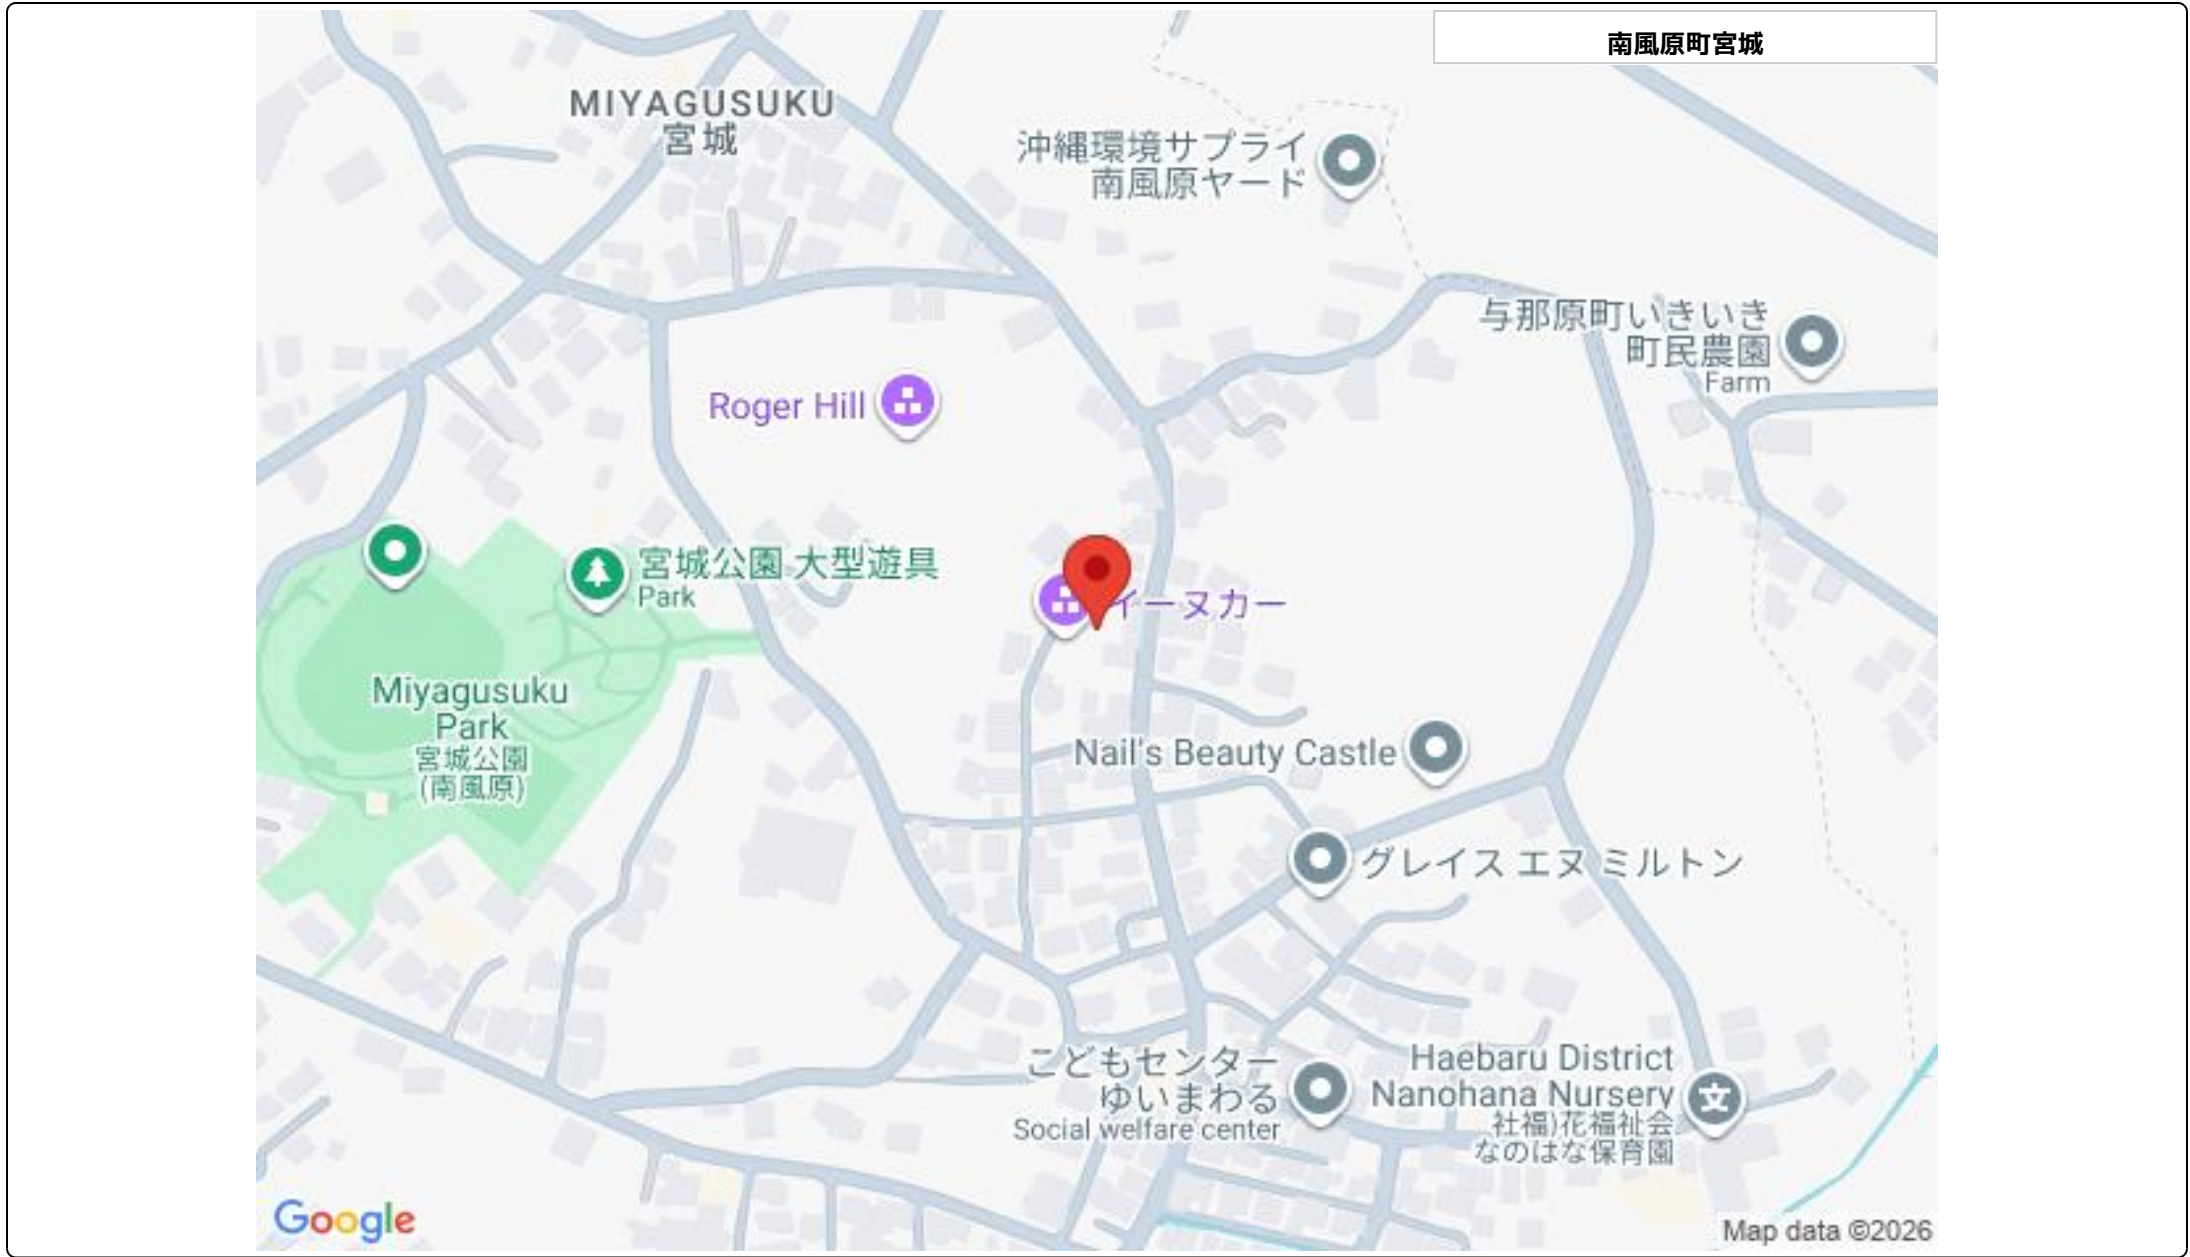 南風原町宮城
MIYAGUSUKU
宮城
沖縄環境サプライ
南風原ヤード
与那原町いきいき
町民農園
Farm
Roger Hill
宮城公園 大型遊具
Park
イーヌカー
Miyagusuku
Park
宮城公園
(南風原)
Nail's Beauty Castle
グレイス エヌ ミルトン
こどもセンター
ゆいまわる
Social welfare center
Haebaru District
Nanohana Nursery
社福)花福祉会
なのはな保育園
文
Google
Map data ©2026